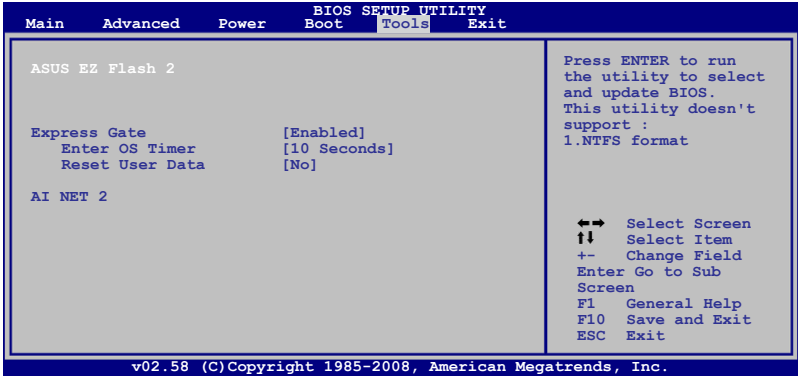 BIOS SETUP UTILITY
Main Advanced Power Boot Tools Exit
ASUS EZ Flash 2
Express Gate [Enabled]
Enter OS Timer [10 Seconds]
Reset User Data [No]
AI NET 2
Press ENTER to run
the utility to select
and update BIOS.
This utility doesn't
support :
1.NTFS format
←→ Select Screen
↑↓ Select Item
+- Change Field
Enter Go to Sub
Screen
F1 General Help
F10 Save and Exit
ESC Exit
v02.58 (C)Copyright 1985-2008, American Megatrends, Inc.